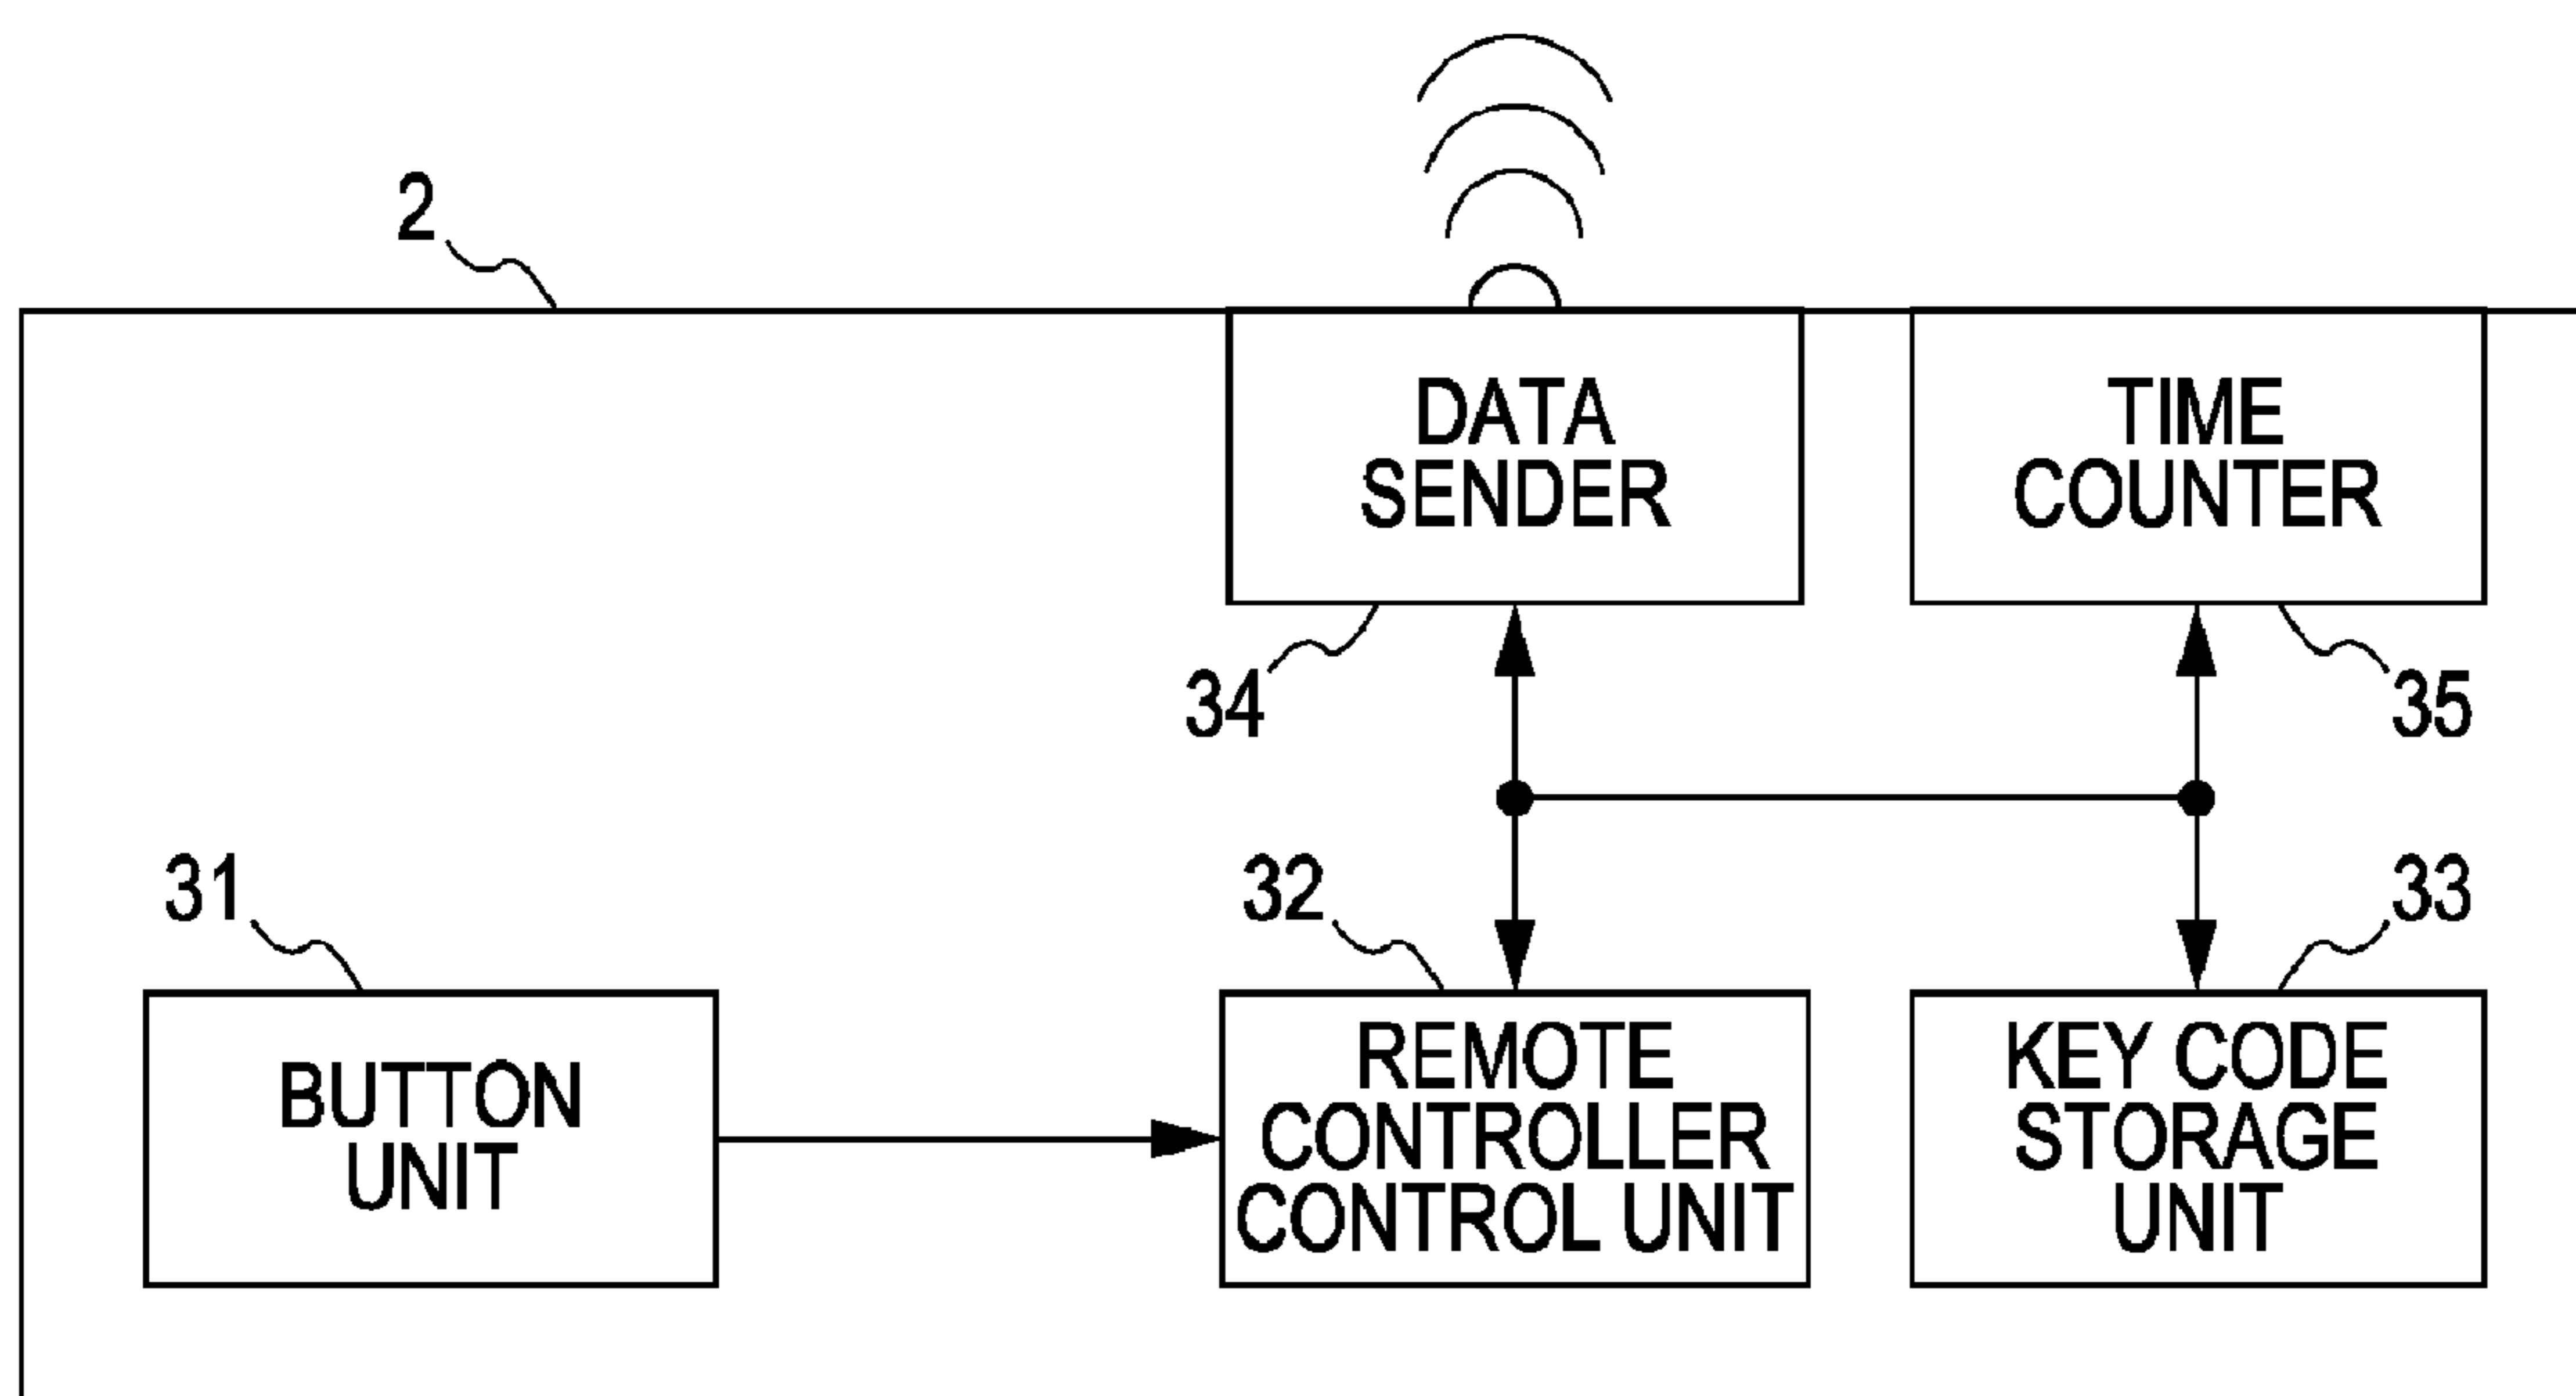 2
DATA
SENDER
TIME
COUNTER
34
35
31
32
33
BUTTON
UNIT
REMOTE
CONTROLLER
CONTROL UNIT
KEY CODE
STORAGE
UNIT